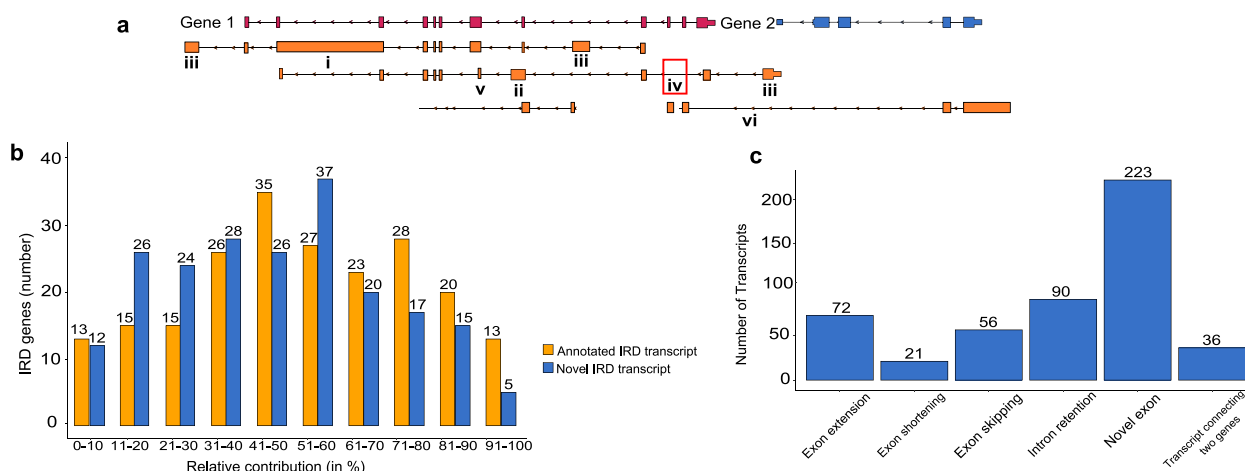 a
Gene 1
Gene 2
iii
i
iii
v
ii
iv
iii
vi
b
IRD genes (number)
40
30
20
10
0
13
12
15
26
15
24
26
28
35
26
27
37
23
20
28
17
20
15
13
5
0-10
11-20
21-30
31-40
41-50
51-60
61-70
71-80
81-90
91-100
Relative contribution (in %)
Annotated IRD transcript
Novel IRD transcript
c
Number of Transcripts
200
150
100
50
0
72
21
56
90
223
36
Exon extension
Exon shortening
Exon skipping
Intron retention
Novel exon
Transcript connecting
two genes